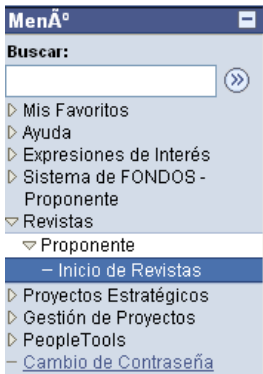 MenÃº
Buscar:
Mis Favoritos
Ayuda
Expresiones de Interés
Sistema de FONDOS -
Proponente
Revistas
Proponente
– Inicio de Revistas
Proyectos Estratégicos
Gestión de Proyectos
PeopleTools
– Cambio de Contraseña